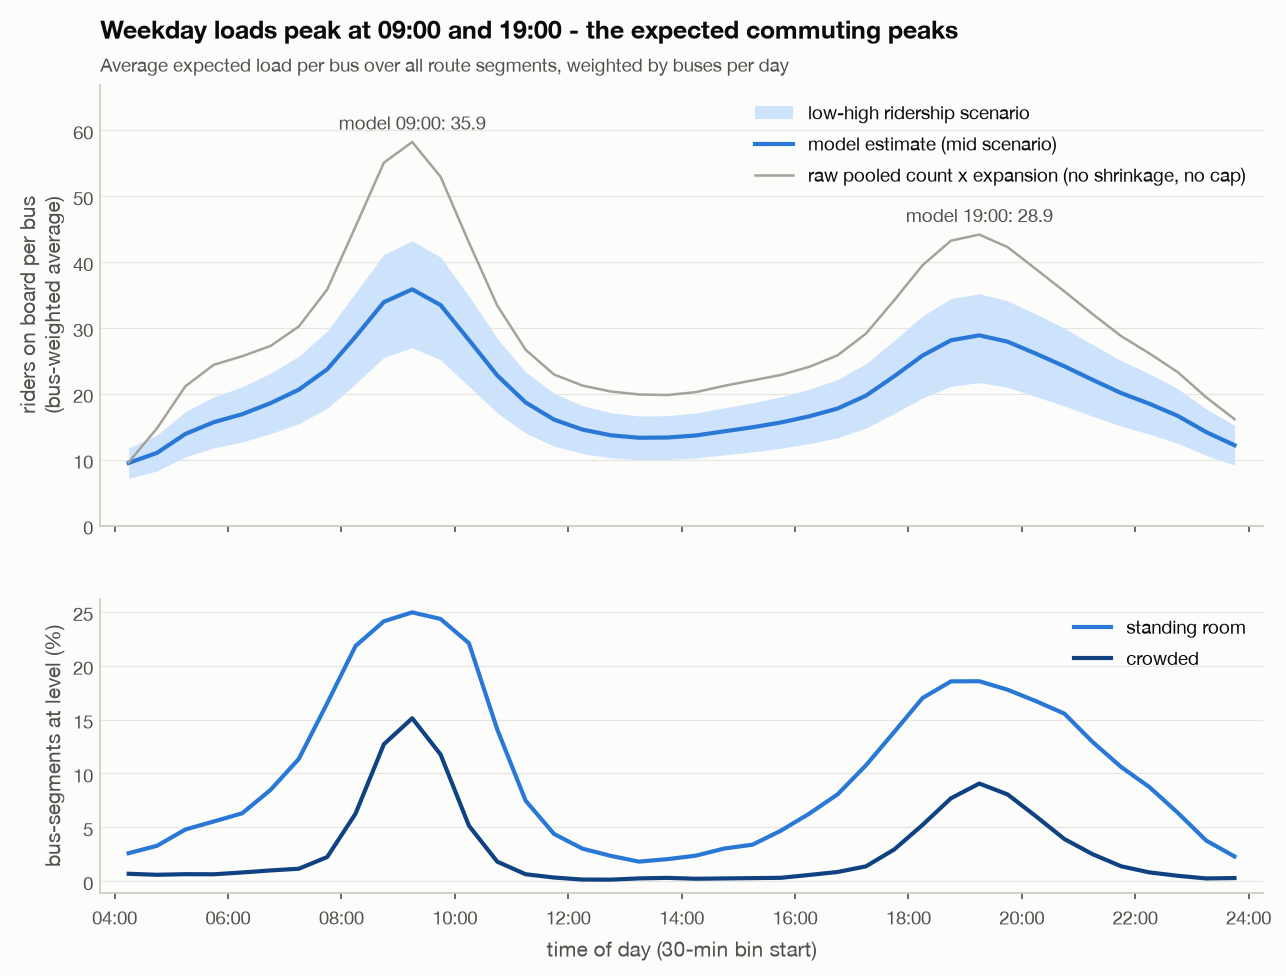 Weekday loads peak at 09:00 and 19:00 - the expected commuting peaks
Average expected load per bus over all route segments, weighted by buses per day
low-high ridership scenario
model estimate (mid scenario)
raw pooled count x expansion (no shrinkage, no cap)
model 09:00: 35.9
model 19:00: 28.9
riders on board per bus
(bus-weighted average)
60
50
40
30
20
10
0
standing room
crowded
bus-segments at level (%)
25
20
15
10
5
0
04:00 06:00 08:00 10:00 12:00 14:00 16:00 18:00 20:00 22:00 24:00
time of day (30-min bin start)